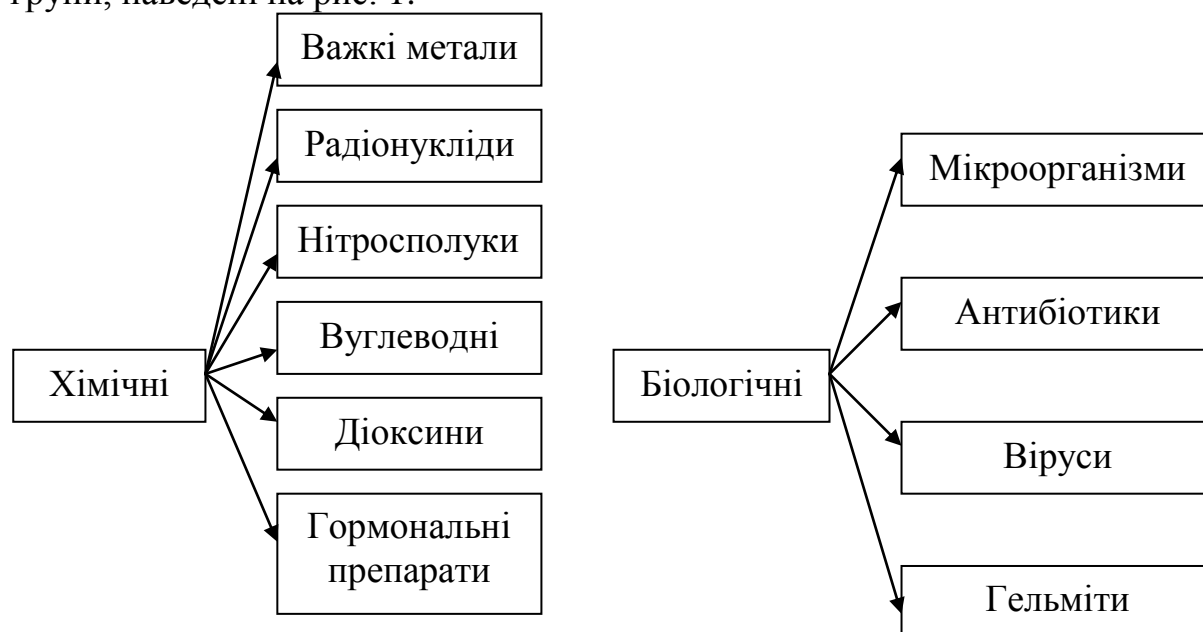 групи, наведені на рис. 1.
Важкі метали
Радіонукліди
Нітросполуки
Вуглеводні
Хімічні
Діоксини
Гормональні
препарати
Мікроорганізми
Антибіотики
Біологічні
Віруси
Гельміти